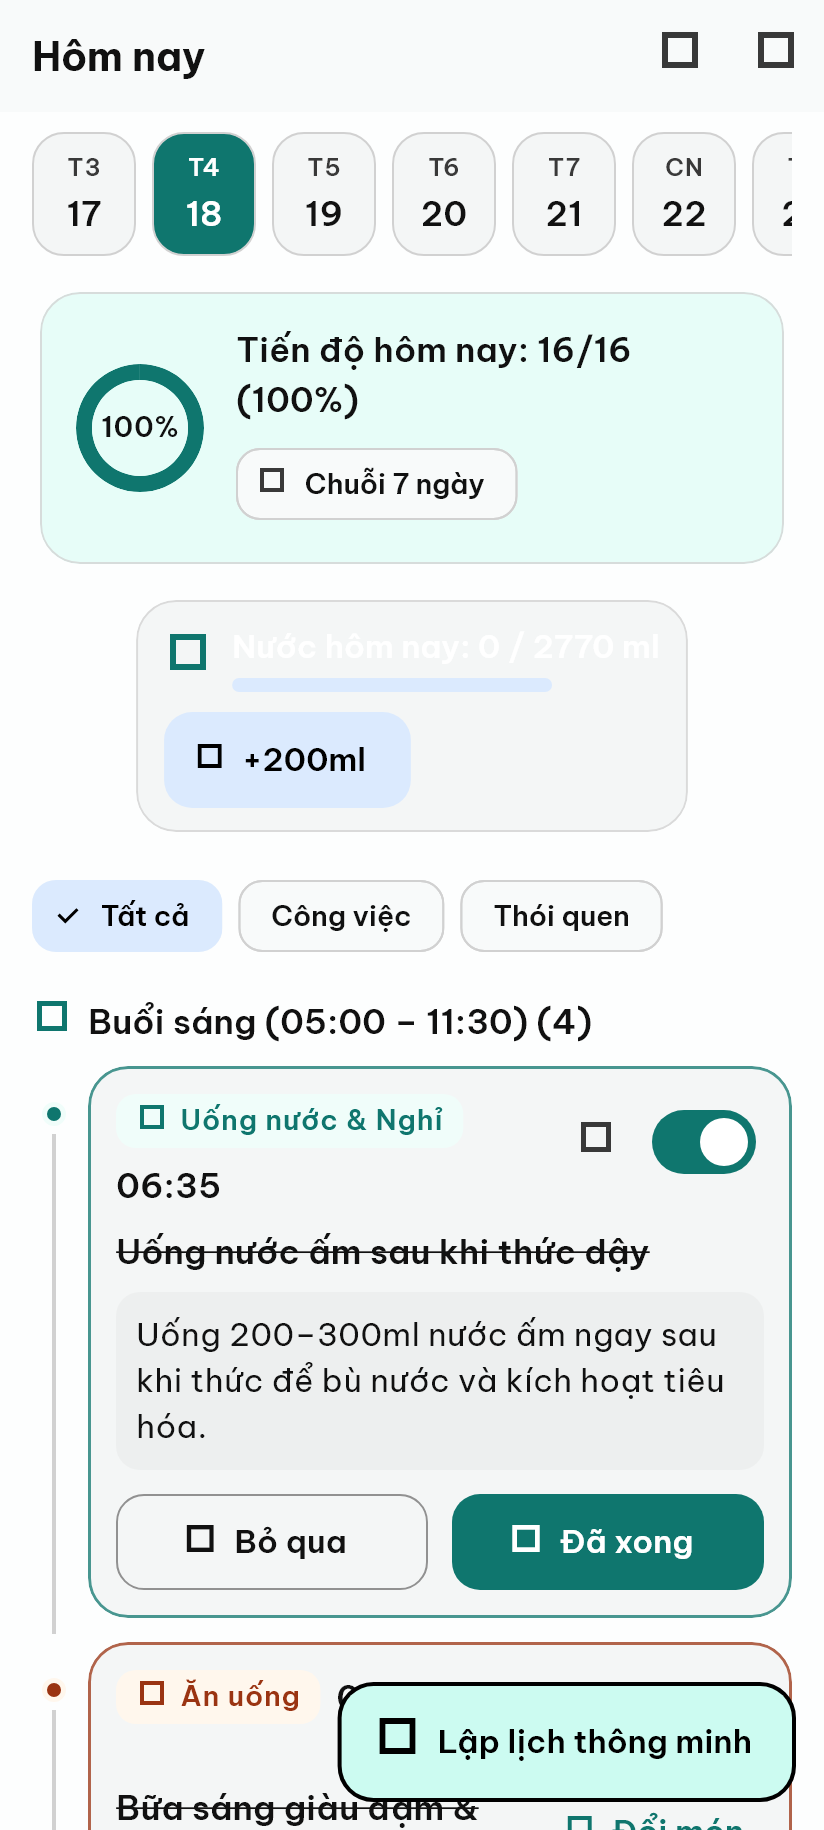 Hôm nay
T3 T4 T5 T6 T7 CN
17 18 19 20 21 22
Tiến độ hôm nay: 16/16
(100%)
100%
Chuỗi 7 ngày
Nước hôm nay: 0 / 2770 ml
+200ml
Tất cả Công việc Thói quen
Buổi sáng (05:00 – 11:30) (4)
Uống nước & Nghỉ
06:35
Uống nước ấm sau khi thức dậy
Uống 200–300ml nước ấm ngay sau
khi thức để bù nước và kích hoạt tiêu
hóa.
Bỏ qua Đã xong
Ăn uống
Lập lịch thông minh
Bữa sáng giàu đạm &
Đổi món